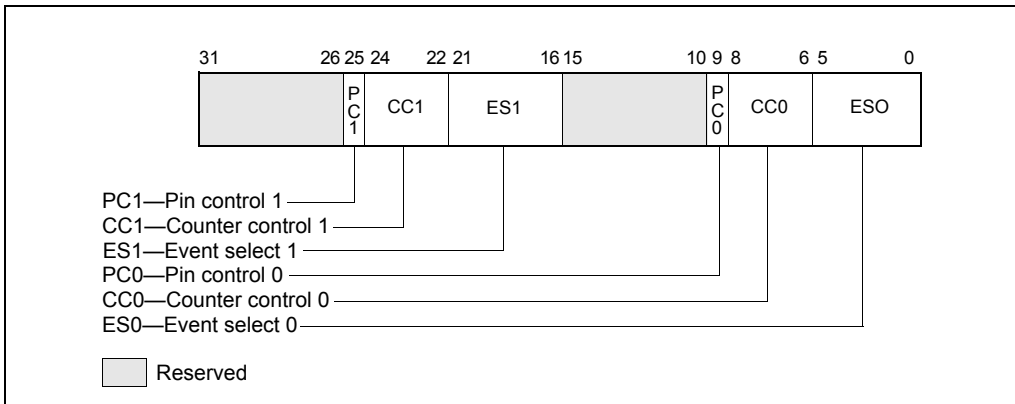 31 26 25 24 22 21 16 15 10 9 8 6 5 0
PC1 CC1 ES1 PC0 CC0 ESO
PC1—Pin control 1
CC1—Counter control 1
ES1—Event select 1
PC0—Pin control 0
CC0—Counter control 0
ES0—Event select 0
Reserved